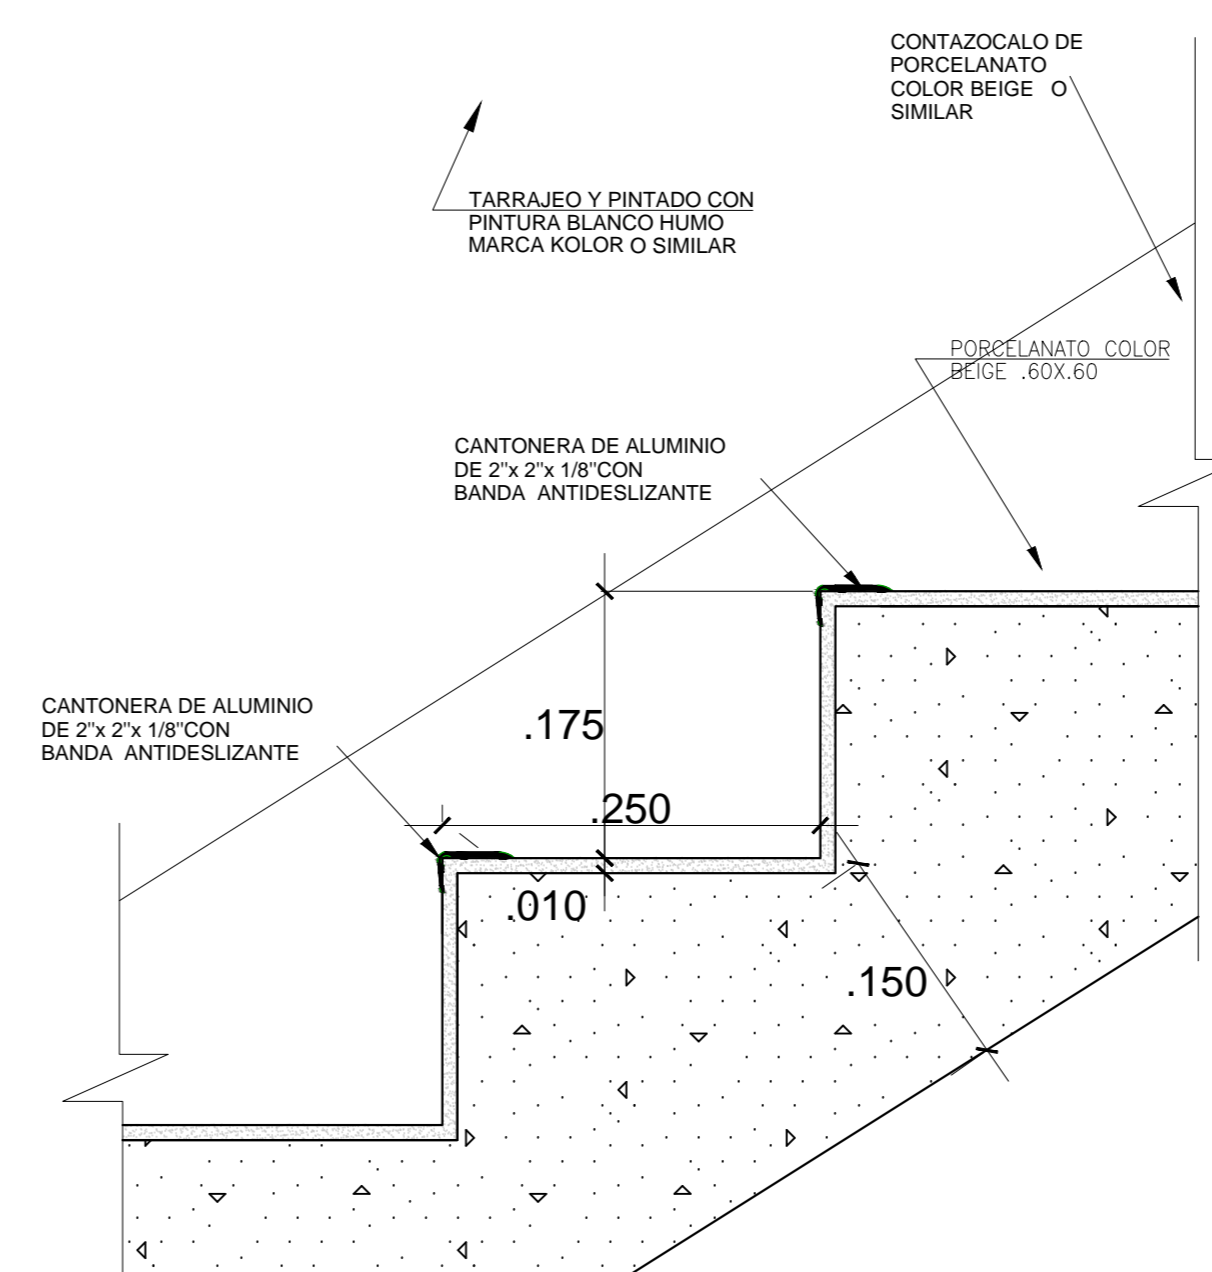 CONTAZOCALO DE
PORCELANATO
COLOR BEIGE O
SIMILAR
TARRAJEO Y PINTADO CON
PINTURA BLANCO HUMO
MARCA KOLOR O SIMILAR
PORCELANATO COLOR
BEIGE .60X.60
CANTONERA DE ALUMINIO
DE 2"x 2"x 1/8"CON
BANDA ANTIDESLIZANTE
CANTONERA DE ALUMINIO
DE 2"x 2"x 1/8"CON
BANDA ANTIDESLIZANTE
.175
.250
.010
.150